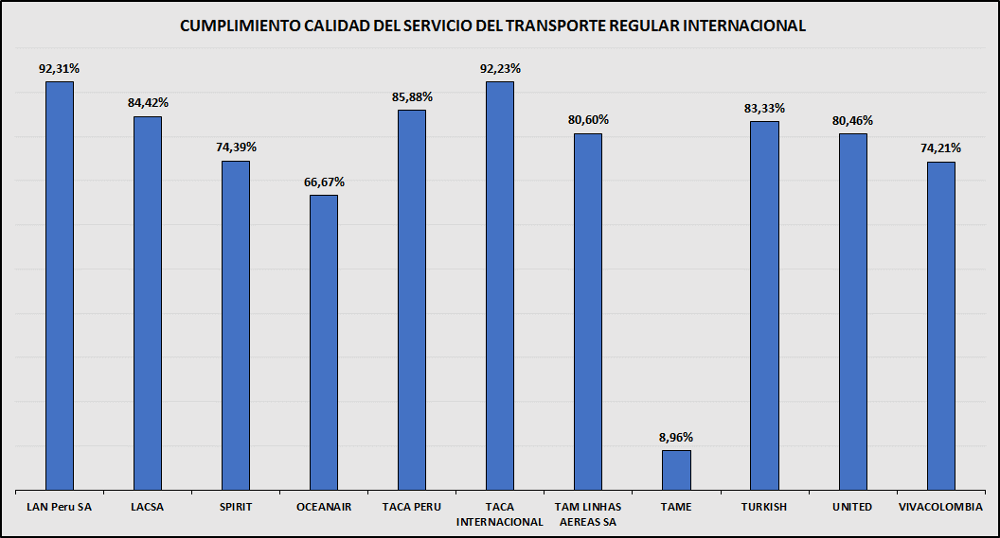 CUMPLIMIENTO CALIDAD DEL SERVICIO DEL TRANSPORTE REGULAR INTERNACIONAL
92,31%
84,42%
74,39%
66,67%
85,88%
92,23%
80,60%
8,96%
83,33%
80,46%
74,21%
LAN Peru SA
LACSA
SPIRIT
OCEANAIR
TACA PERU
TACA
INTERNACIONAL
TAM LINHAS
AEREAS SA
TAME
TURKISH
UNITED
VIVACOLOMBIA